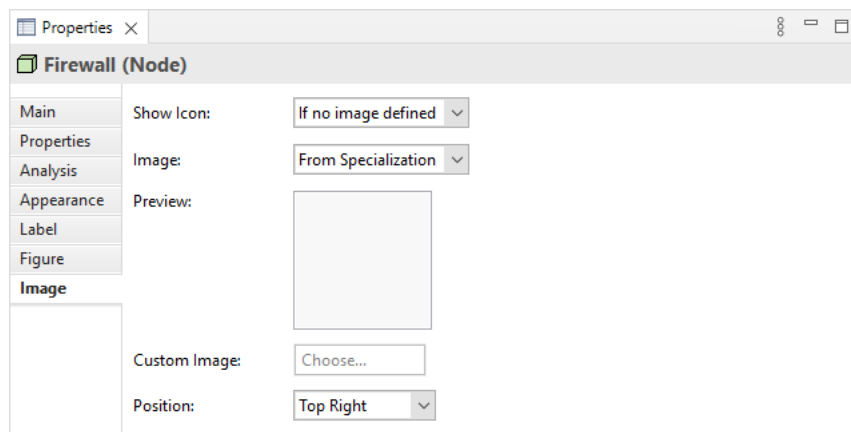 Properties
Firewall (Node)
Main
Properties
Analysis
Appearance
Label
Figure
Image
Show Icon:
If no image defined
Image:
From Specialization
Preview:
Custom Image:
Choose...
Position:
Top Right